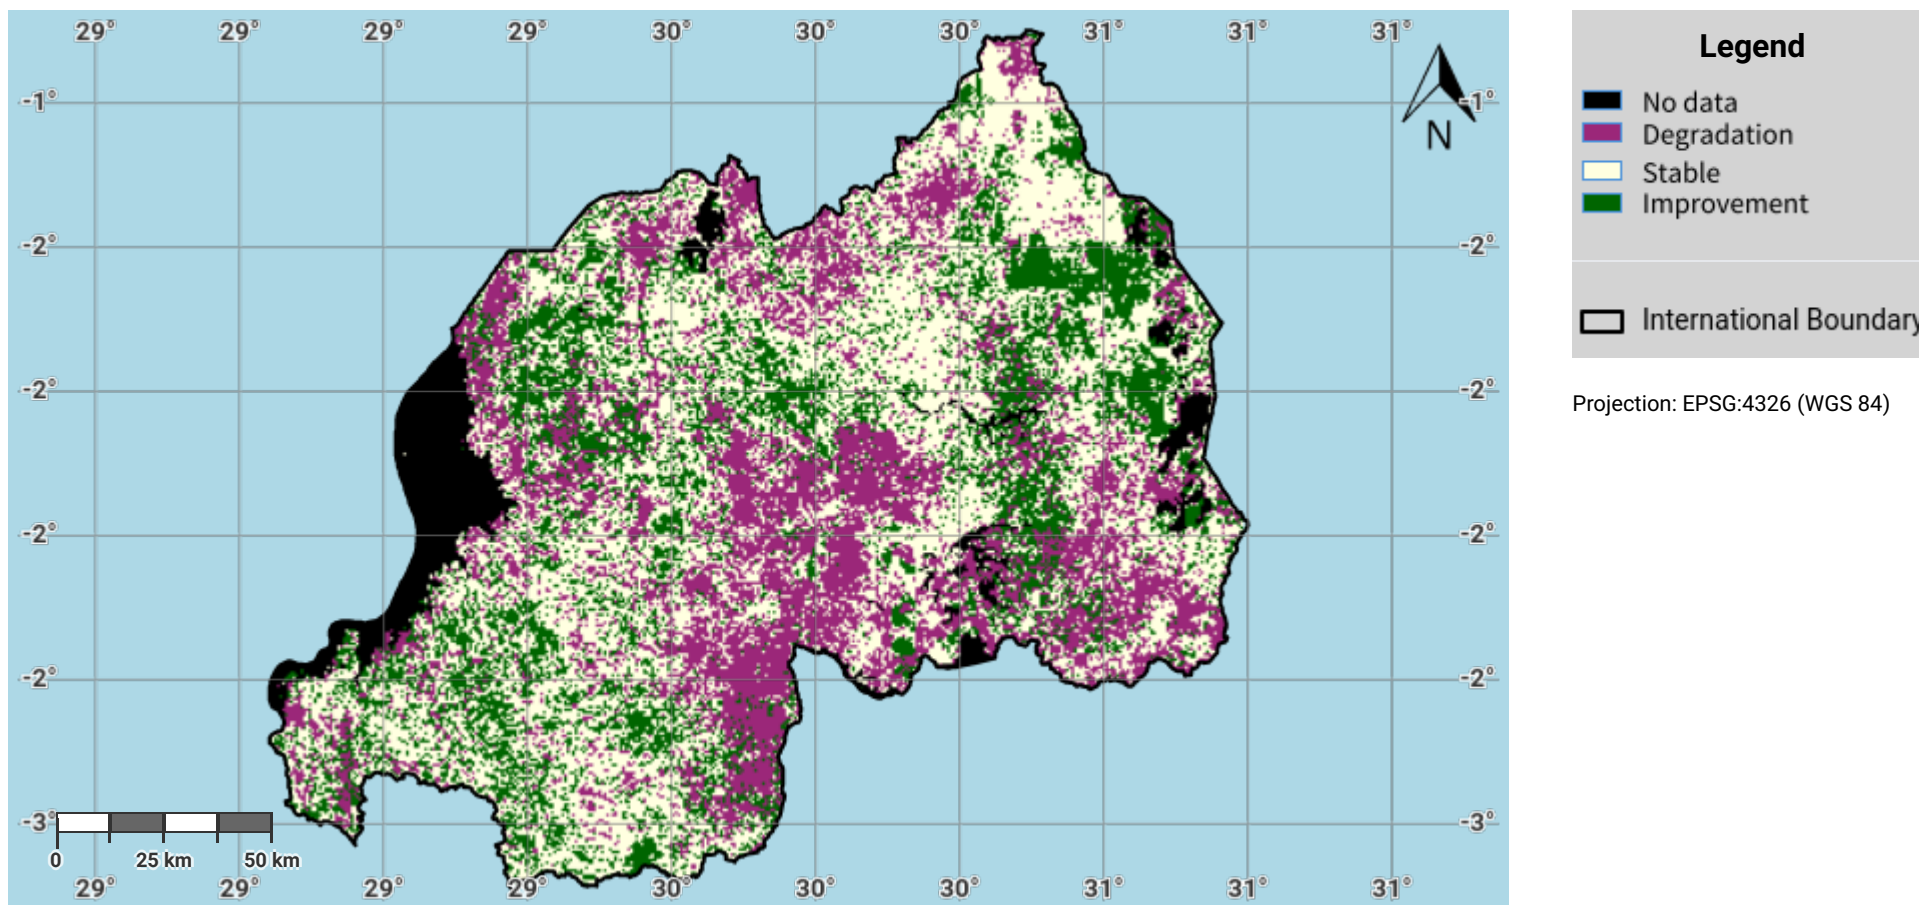 29° 29° 29° 29° 30° 30° 30° 31° 31° 31°
-1° -1°
N
-2° -2°
-2° -2°
-2° -2°
-2° -2°
-3° -3°
0 25 km 50 km
29° 29° 29° 29° 30° 30° 30° 31° 31° 31°
Legend
No data
Degradation
Stable
Improvement
International Boundary
Projection: EPSG:4326 (WGS 84)